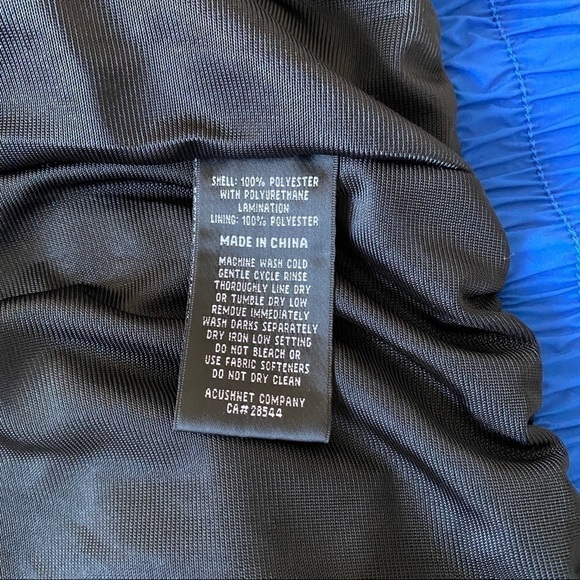 SHELL: 100% POLYESTER
WITH POLYURETHANE
LAMINATION
LINING: 100% POLYESTER
MADE IN CHINA
MACHINE WASH COLD
GENTLE CYCLE RINSE
THOROUGHLY LINE DRY
OR TUMBLE DRY LOW
REMOVE IMMEDIATELY
WASH DARKS SEPARATELY
DRY IRON LOW SETTING
DO NOT BLEACH OR
USE FABRIC SOFTENERS
DO NOT DRY CLEAN
ACUSHNET COMPANY
CA# 28544